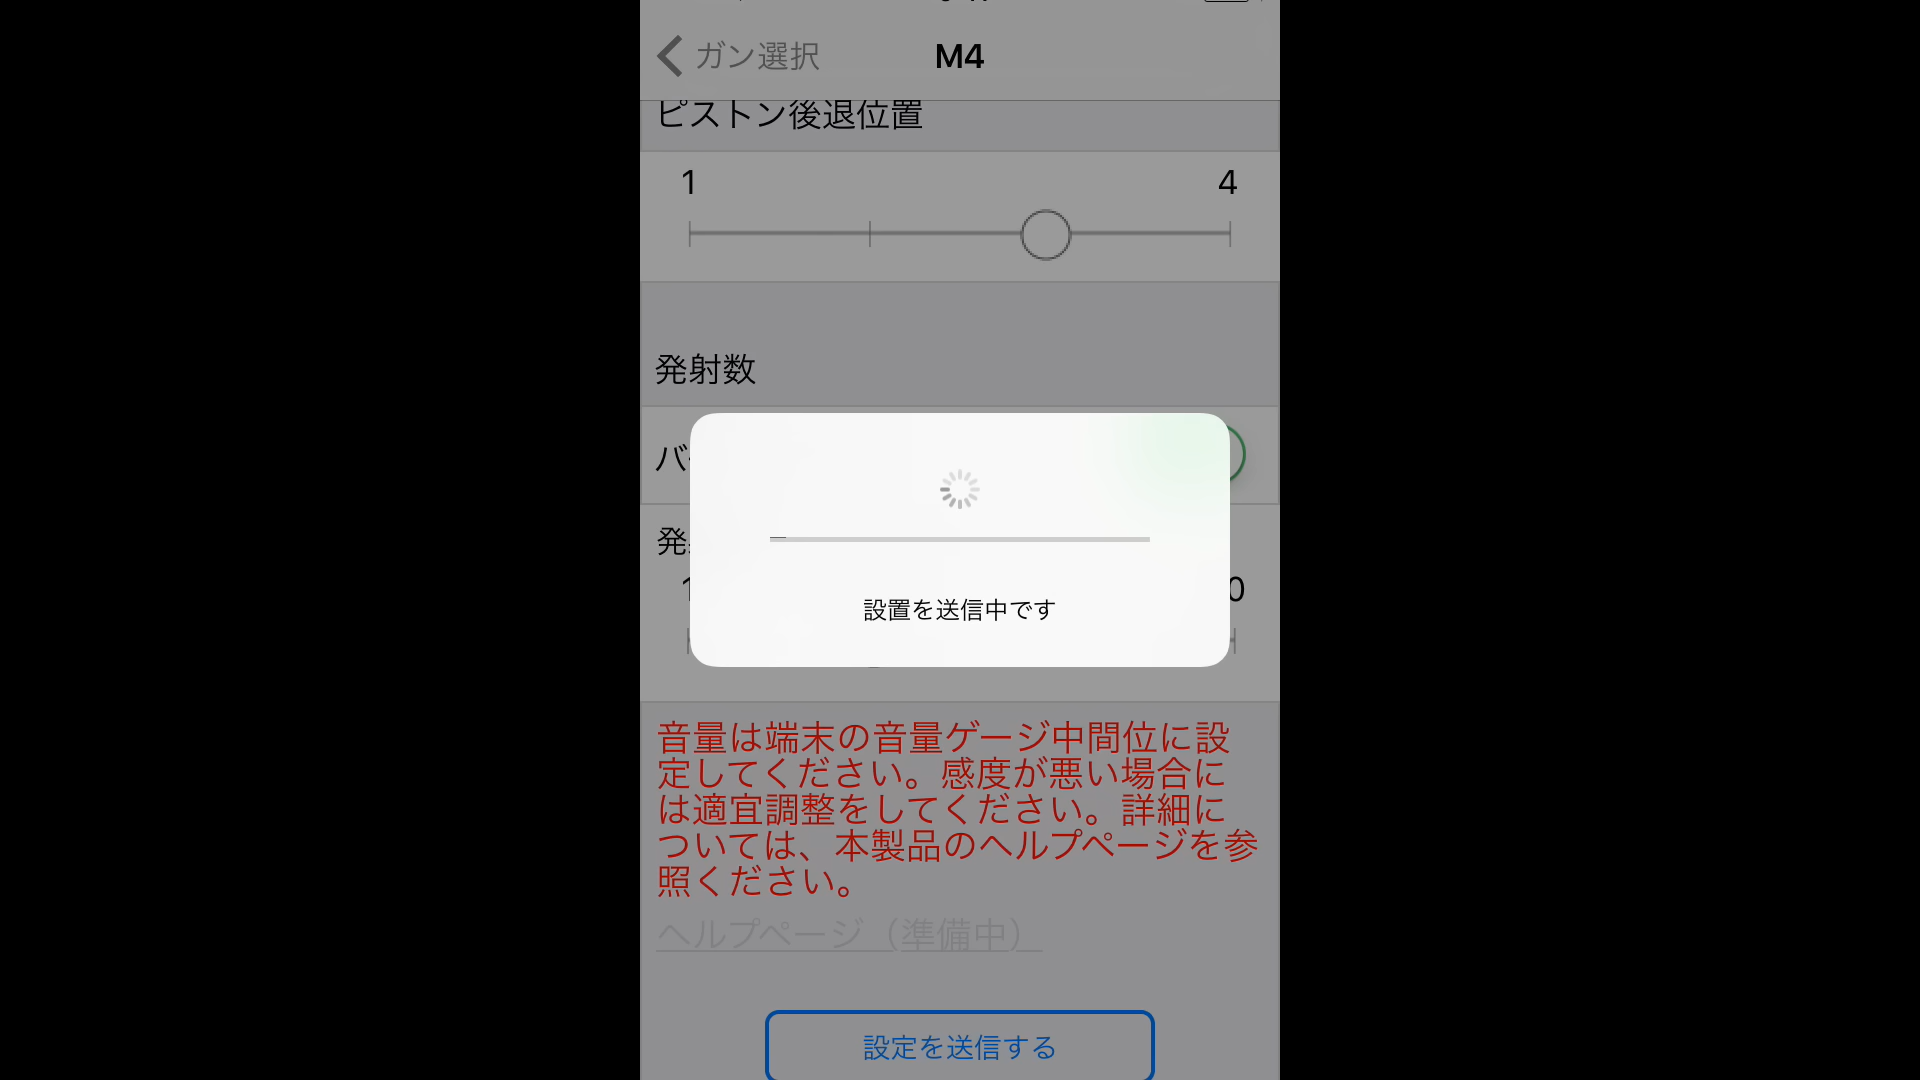 ガン選択
M4
ピストン後退位置
1 4
発射数
バ
発
設置を送信中です
音量は端末の音量ゲージ中間位に設
定してください。感度が悪い場合に
は適宜調整をしてください。詳細に
ついては、本製品のヘルプページを参
照ください。
ヘルプページ（準備中）
設定を送信する